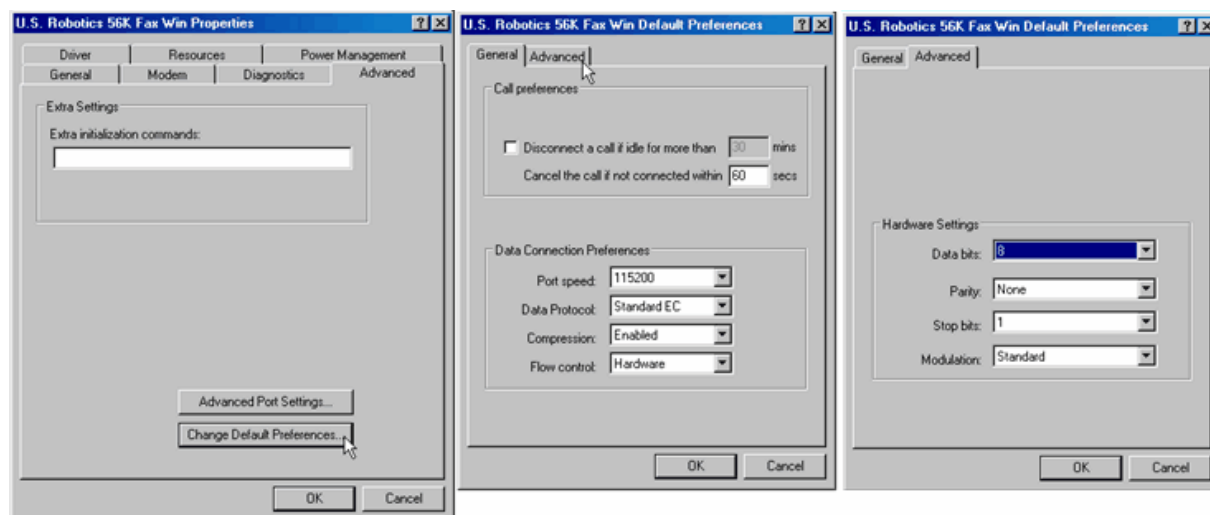 U.S. Robotics 56K Fax Win Properties
Driver Resources Power Management
General Modem Diagnostics Advanced
Extra Settings
Extra initialization commands:
Advanced Port Settings...
Change Default Preferences...
OK Cancel
U.S. Robotics 56K Fax Win Default Preferences
General Advanced
Call preferences
Disconnect a call if idle for more than 30 mins
Cancel the call if not connected within 60 secs
Data Connection Preferences
Port speed: 115200
Data Protocol: Standard EC
Compression: Enabled
Flow control: Hardware
OK Cancel
U.S. Robotics 56K Fax Win Default Preferences
General Advanced
Hardware Settings
Data bits: 8
Parity: None
Stop bits: 1
Modulation: Standard
OK Cancel